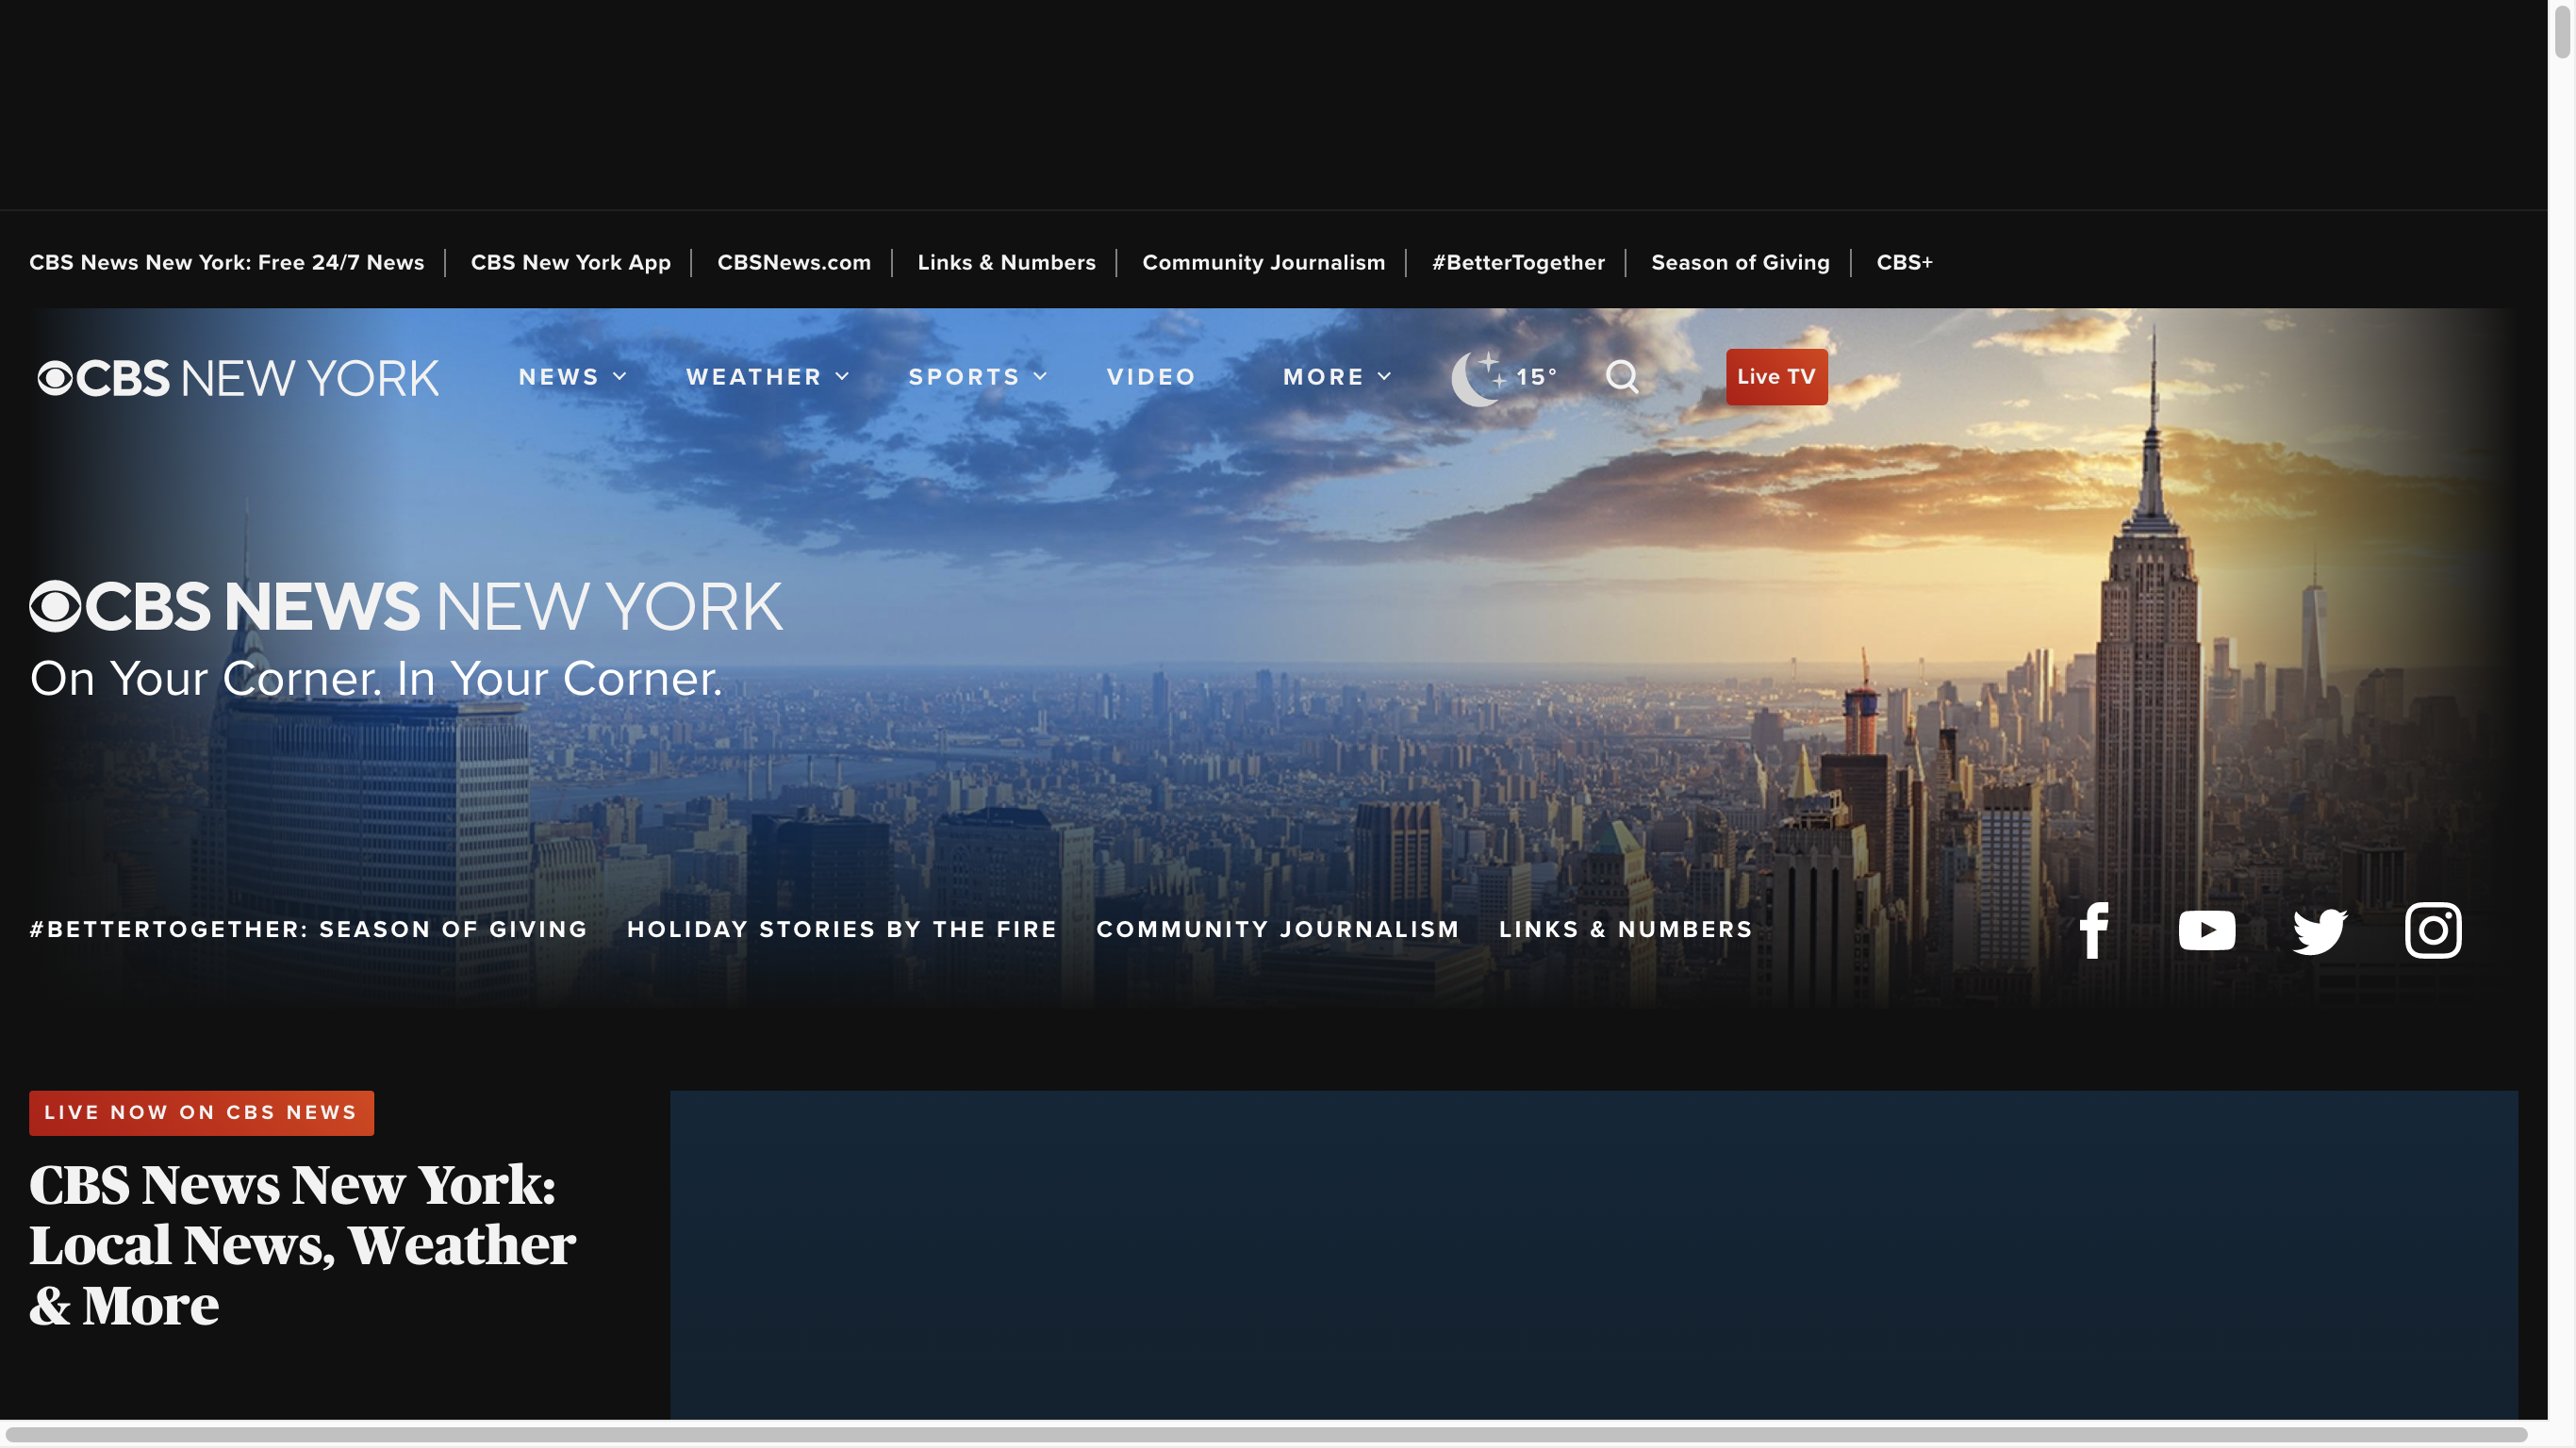 CBS News New York: Free 24/7 News
CBS New York App
CBSNews.com
Links & Numbers
Community Journalism
#BetterTogether
Season of Giving
CBS+
CBS NEW YORK
NEWS
WEATHER
SPORTS
VIDEO
MORE
15°
Live TV
CBS NEWS NEW YORK
On Your Corner. In Your Corner.
#BETTERTOGETHER: SEASON OF GIVING
HOLIDAY STORIES BY THE FIRE
COMMUNITY JOURNALISM
LINKS & NUMBERS
LIVE NOW ON CBS NEWS
CBS News New York:
Local News, Weather
& More